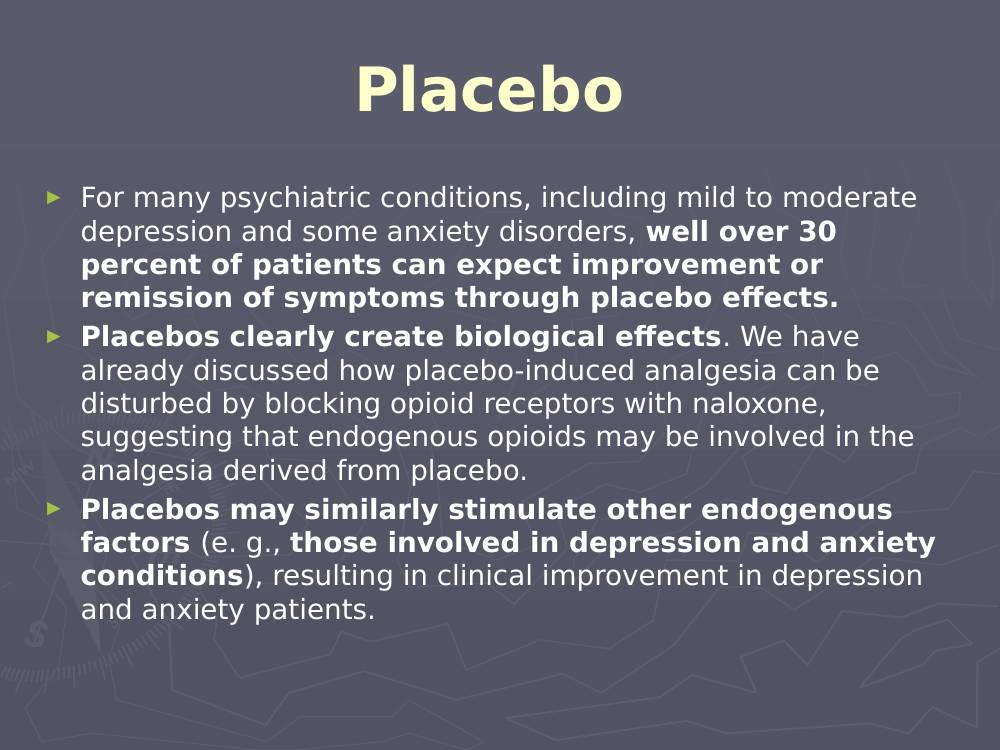 Placebo
► For many psychiatric conditions, including mild to moderate
depression and some anxiety disorders, well over 30
percent of patients can expect improvement or
remission of symptoms through placebo effects.
► Placebos clearly create biological effects. We have
already discussed how placebo-induced analgesia can be
disturbed by blocking opioid receptors with naloxone,
suggesting that endogenous opioids may be involved in the
analgesia derived from placebo.
► Placebos may similarly stimulate other endogenous
factors (e. g., those involved in depression and anxiety
conditions), resulting in clinical improvement in depression
and anxiety patients.
NW
S